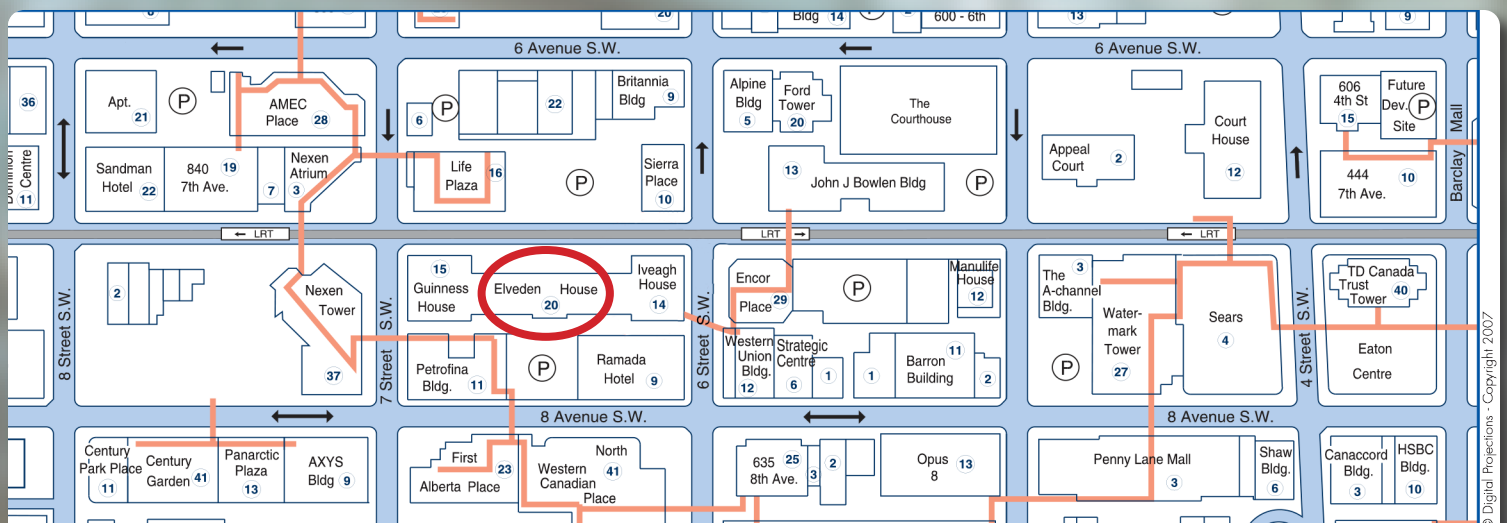 20
Bldg 14
600 - 6th
13
9
6 Avenue S.W.
6 Avenue S.W.
36
Apt.
21
P
AMEC
Place 28
6
P
22
Britannia
Bldg 9
Alpine
Bldg
5
Ford
Tower
20
The
Courthouse
Appeal
Court
2
Court
House
12
606
4th St
15
Future
Dev.
Site
P
Barclay Mall
Dominion
Centre
11
Sandman
Hotel 22
840
7th Ave.
19
7
Nexen
Atrium
3
Life
Plaza
16
P
Sierra
Place
10
13
John J Bowlen Bldg
P
444
7th Ave.
10
LRT
LRT
LRT
8 Street S.W.
2
Nexen
Tower
37
7 Street S.W.
15
Guinness
House
Elveden House
20
Iveagh
House
14
6 Street S.W.
Encor
Place
29
P
Manulife
House
12
3
The
A-channel
Bldg.
Water-
mark
Tower
27
P
Sears
4
4 Street S.W.
TD Canada
Trust
Tower
40
Eaton
Centre
Petrofina
Bldg. 11
P
Ramada
Hotel 9
Western
Union
Bldg.
12
Strategic
Centre
6
1
1
Barron
Building
11
2
8 Avenue S.W.
8 Avenue S.W.
Century
Park Place
11
Century
Garden 41
Panarctic
Plaza
13
AXYS
Bldg 9
First
Alberta Place
23
North
41
Western
Canadian
Place
635
8th Ave.
25
3
2
Opus
8
13
Penny Lane Mall
3
Shaw
Bldg.
6
Canaccord
Bldg.
3
HSBC
Bldg.
10
© Digital Projections - Copyright 2007